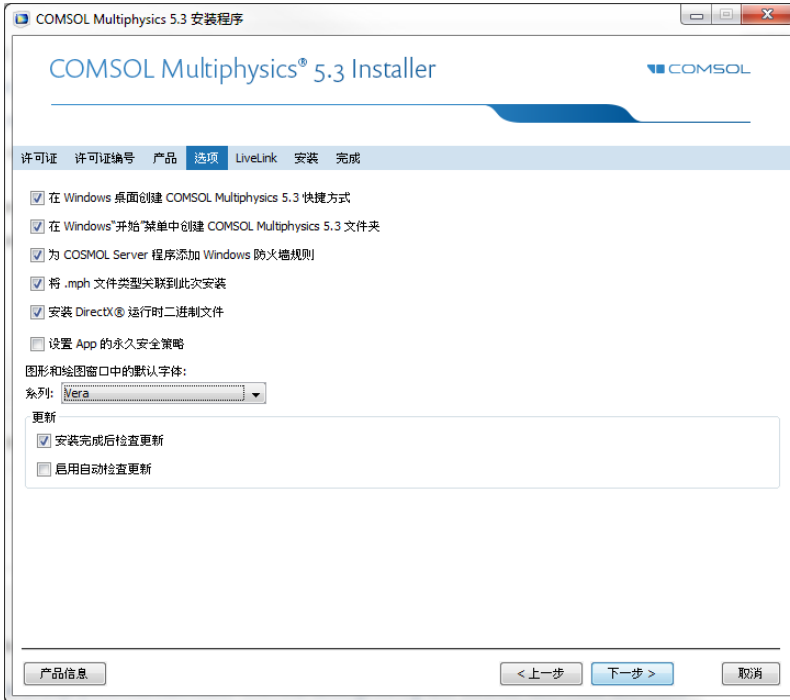 COMSOL Multiphysics 5.3 安装程序
COMSOL Multiphysics® 5.3 Installer
COMSOL
许可证 许可证编号 产品 选项 LiveLink 安装 完成
在 Windows 桌面创建 COMSOL Multiphysics 5.3 快捷方式
在 Windows"开始"菜单中创建 COMSOL Multiphysics 5.3 文件夹
为 COSMOL Server 程序添加 Windows 防火墙规则
将 .mph 文件类型关联到此次安装
安装 DirectX® 运行时二进制文件
设置 App 的永久安全策略
图形和绘图窗口中的默认字体:
系列: Vera
更新
安装完成后检查更新
启用自动检查更新
产品信息 < 上一步 下一步 > 取消